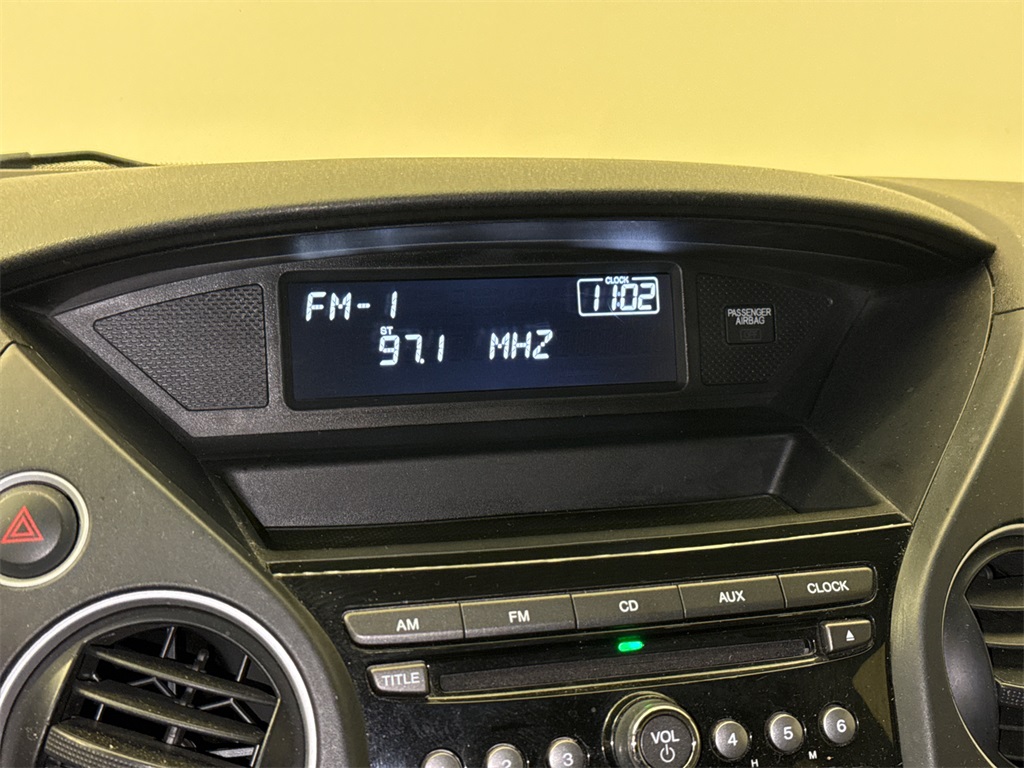 CLOCK
FM-1 11:02
ST
97.1 MHZ
PASSENGER
AIRBAG
AM FM CD AUX CLOCK
TITLE
VOL
2 3 4 5 6
H M